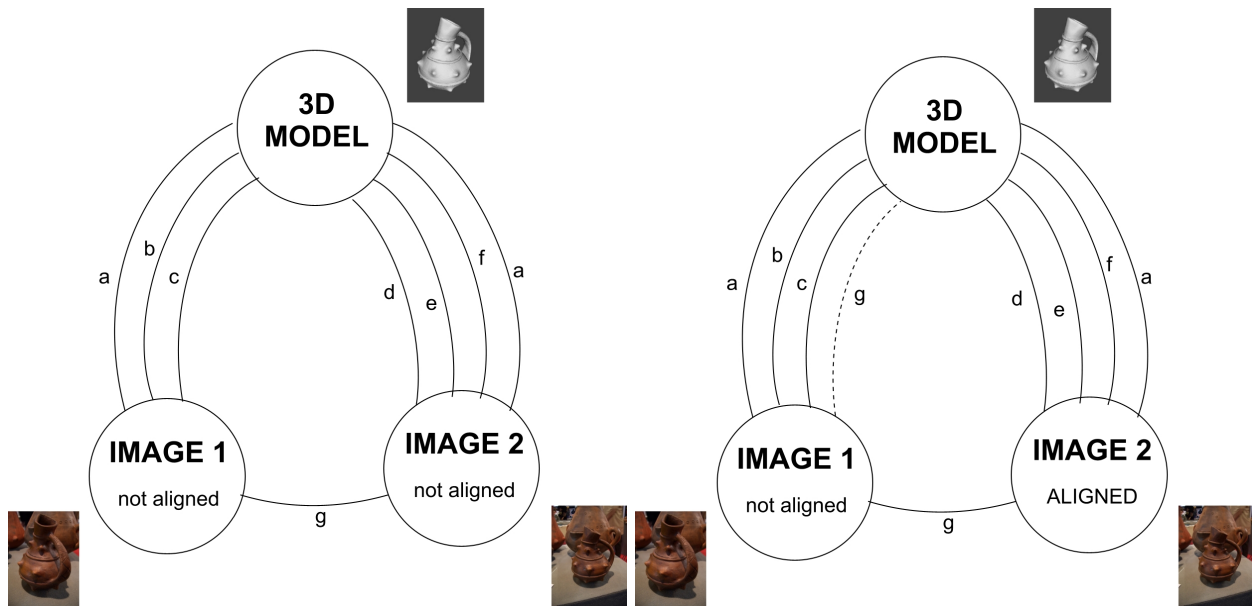 3D
MODEL
a
b
c
d
e
f
a
IMAGE 1
not aligned
IMAGE 2
not aligned
g
3D
MODEL
a
b
c
g
d
e
f
a
IMAGE 1
not aligned
IMAGE 2
ALIGNED
g